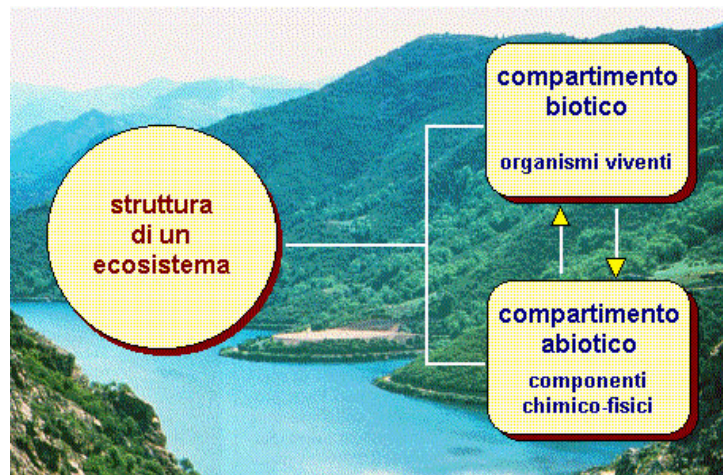 struttura
di un
ecosistema
compartimento
biotico
organismi viventi
compartimento
abiotico
componenti
chimico-fisici